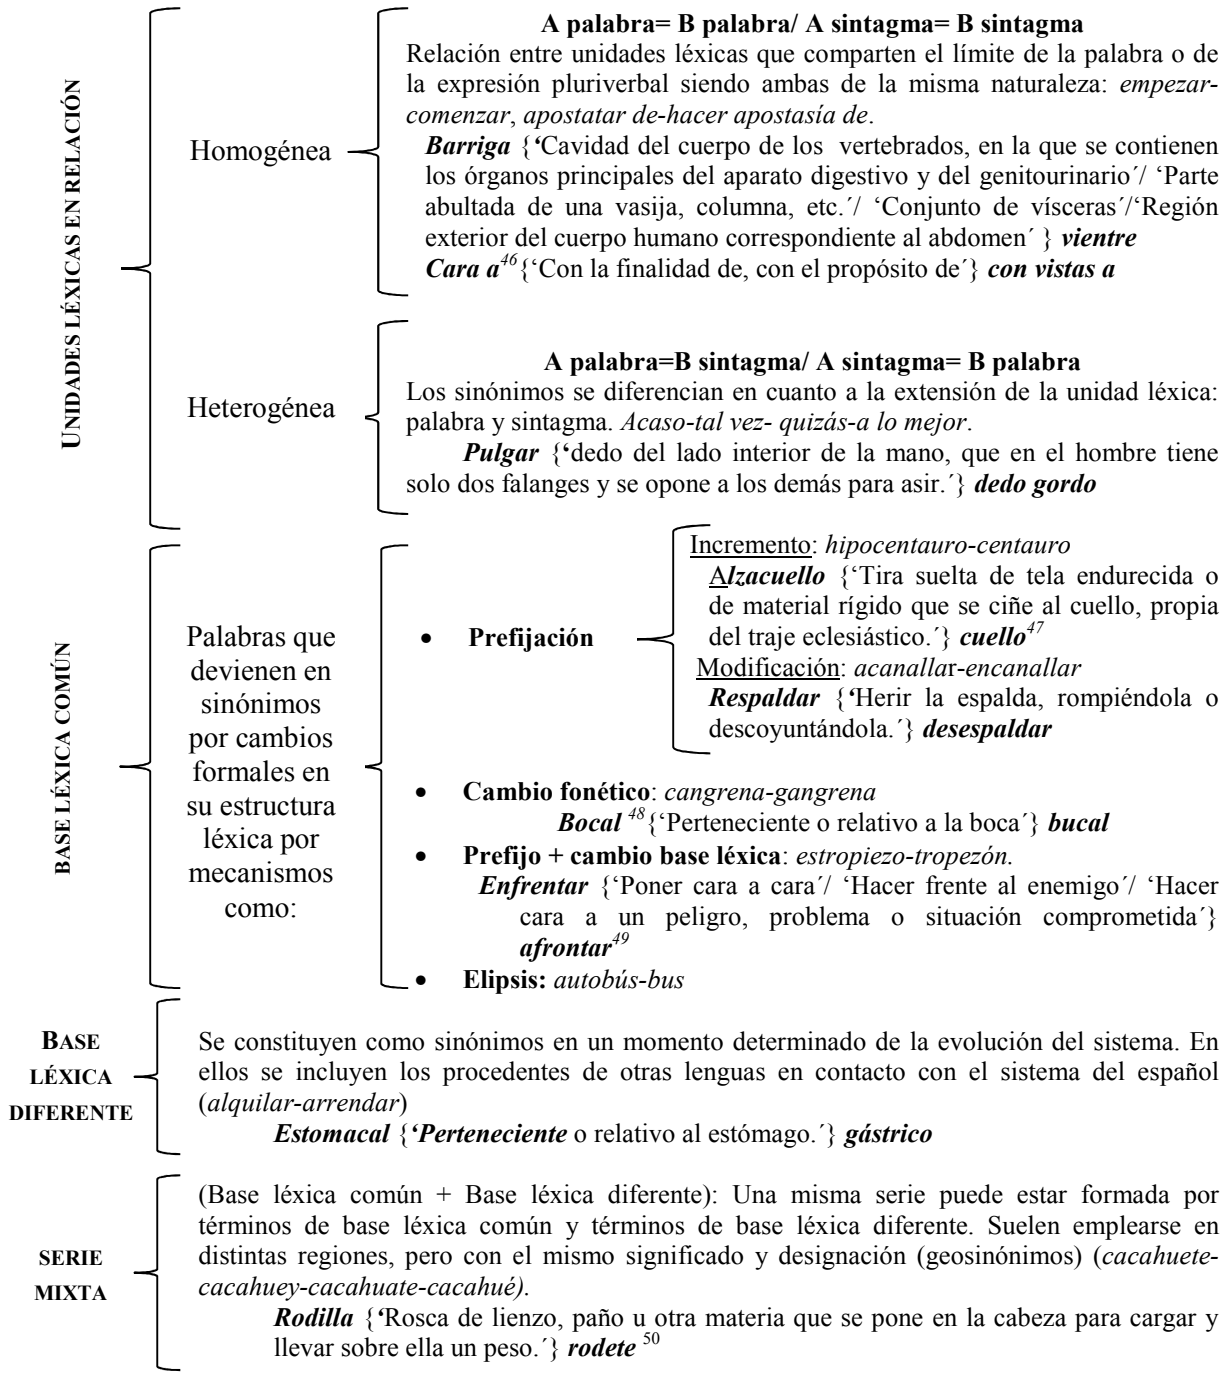 UNIDADES LÉXICAS EN RELACIÓN
Homogénea
A palabra= B palabra/ A sintagma= B sintagma
Relación entre unidades léxicas que comparten el límite de la palabra o de
la expresión pluriverbal siendo ambas de la misma naturaleza: empezar-
comenzar, apostatar de-hacer apostasía de.
Barriga {‘Cavidad del cuerpo de los vertebrados, en la que se contienen
los órganos principales del aparato digestivo y del genitourinario´/ ‘Parte
abultada de una vasija, columna, etc.´/ ‘Conjunto de vísceras´/‘Región
exterior del cuerpo humano correspondiente al abdomen´ } vientre
Cara a46{‘Con la finalidad de, con el propósito de´} con vistas a
Heterogénea
A palabra=B sintagma/ A sintagma= B palabra
Los sinónimos se diferencian en cuanto a la extensión de la unidad léxica:
palabra y sintagma. Acaso-tal vez- quizás-a lo mejor.
Pulgar {‘dedo del lado interior de la mano, que en el hombre tiene
solo dos falanges y se opone a los demás para asir.´} dedo gordo
BASE LÉXICA COMÚN
Palabras que
devienen en
sinónimos
por cambios
formales en
su estructura
léxica por
mecanismos
como:
• Prefijación
Incremento: hipocentauro-centauro
Alzacuello {‘Tira suelta de tela endurecida o
de material rígido que se ciñe al cuello, propia
del traje eclesiástico.´} cuello47
Modificación: acanallar-encanallar
Respaldar {‘Herir la espalda, rompiéndola o
descoyuntándola.´} desespaldar
• Cambio fonético: cangrena-gangrena
Bocal 48{‘Perteneciente o relativo a la boca´} bucal
• Prefijo + cambio base léxica: estropiezo-tropezón.
Enfrentar {‘Poner cara a cara´/ ‘Hacer frente al enemigo´/ ‘Hacer
cara a un peligro, problema o situación comprometida´}
afrontar49
• Elipsis: autobús-bus
BASE
LÉXICA
DIFERENTE
Se constituyen como sinónimos en un momento determinado de la evolución del sistema. En
ellos se incluyen los procedentes de otras lenguas en contacto con el sistema del español
(alquilar-arrendar)
Estomacal {‘Perteneciente o relativo al estómago.´} gástrico
SERIE
MIXTA
(Base léxica común + Base léxica diferente): Una misma serie puede estar formada por
términos de base léxica común y términos de base léxica diferente. Suelen emplearse en
distintas regiones, pero con el mismo significado y designación (geosinónimos) (cacahuete-
cacahuey-cacahuate-cacahué).
Rodilla {‘Rosca de lienzo, paño u otra materia que se pone en la cabeza para cargar y
llevar sobre ella un peso.´} rodete 50